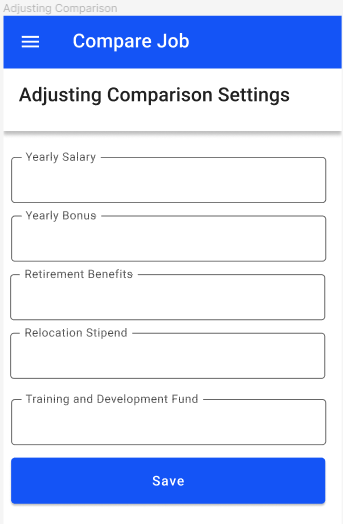 Adjusting Comparison
Compare Job
Adjusting Comparison Settings
Yearly Salary
Yearly Bonus
Retirement Benefits
Relocation Stipend
Training and Development Fund
Save